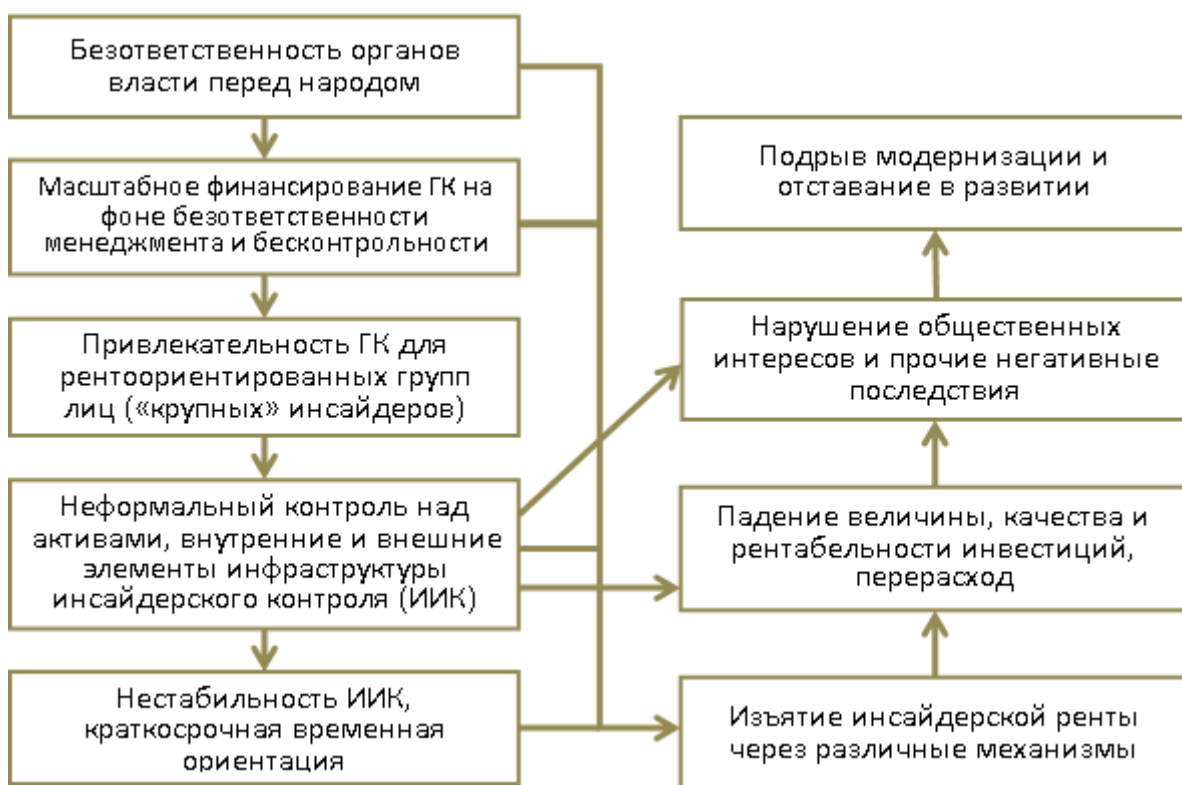 Безответственность органов
власти перед народом
Масштабное финансирование ГК на
фоне безответственности
менеджмента и бесконтрольности
Привлекательность ГК для
рентоориентированных групп
лиц («крупных» инсайдеров)
Неформальный контроль над
активами, внутренние и внешние
элементы инфраструктуры
инсайдерского контроля (ИИК)
Нестабильность ИИК,
краткосрочная временная
ориентация
Подрыв модернизации и
отставание в развитии
Нарушение общественных
интересов и прочие негативные
последствия
Падение величины, качества и
рентабельности инвестиций,
перерасход
Изъятие инсайдерской ренты
через различные механизмы